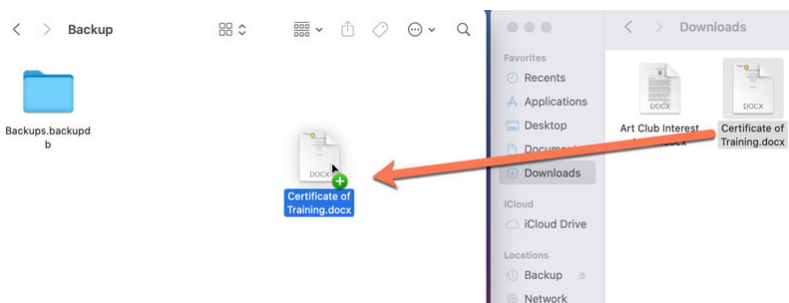 Backup
Backups.backupd
b
DOCX
Certificate of
Training.docx
Favorites
Recents
Applications
Desktop
Downloads
iCloud
iCloud Drive
Locations
Backup
Network
Downloads
DOCX
Art Club Interest
DOCX
Certificate of
Training.docx